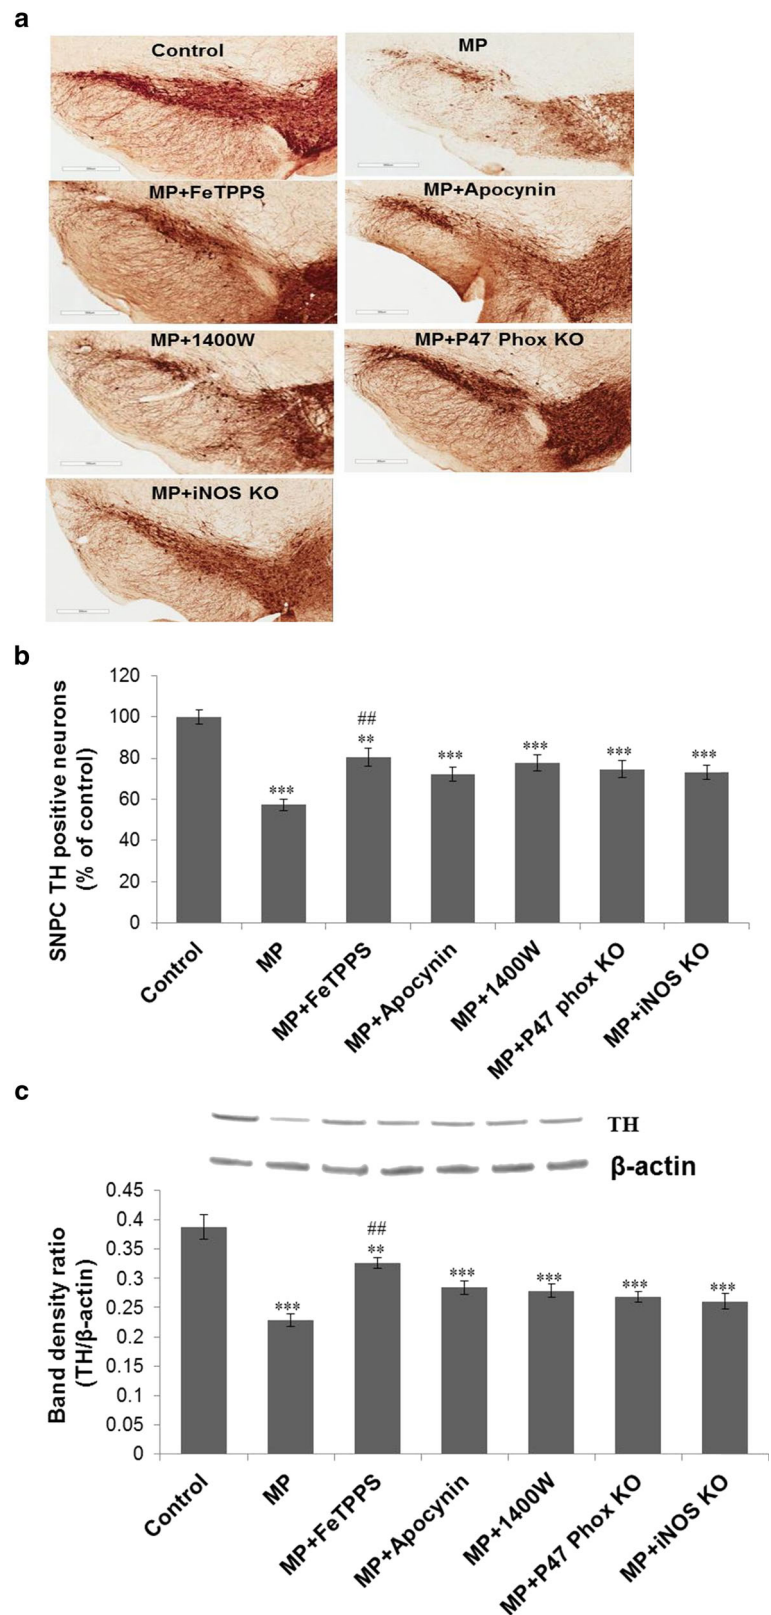 a
Control
MP
MP+FeTPPS
MP+Apocynin
MP+1400W
MP+P47 Phox KO
MP+iNOS KO
b
SNPC TH positive neurons
(% of control)
120
100
80
60
40
20
0
***
##
**
***
***
***
***
Control
MP
MP+FeTPPS
MP+Apocynin
MP+1400W
MP+P47 phox KO
MP+iNOS KO
c
TH
β-actin
Band density ratio
(TH/β-actin)
0.45
0.4
0.35
0.3
0.25
0.2
0.15
0.1
0.05
0
***
##
**
***
***
***
***
Control
MP
MP+FeTPPS
MP+Apocynin
MP+1400W
MP+P47 Phox KO
MP+iNOS KO